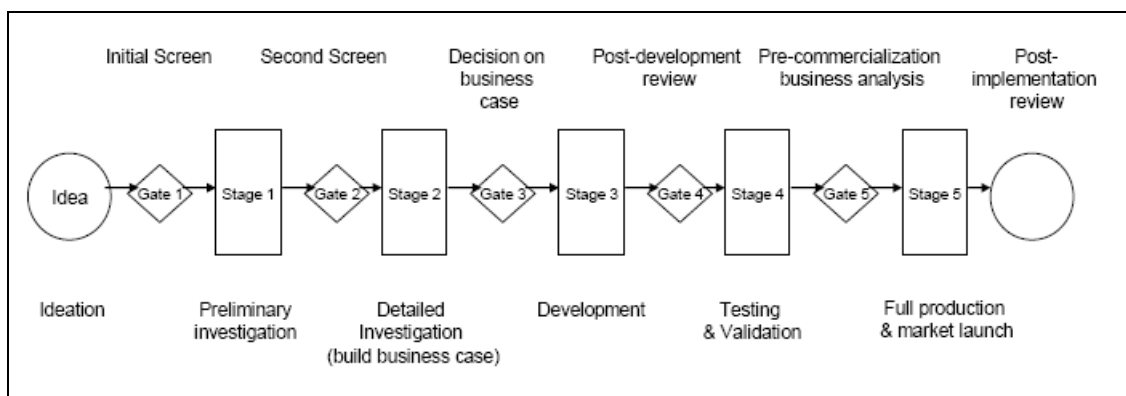 Initial Screen
Second Screen
Decision on
business
case
Post-development
review
Pre-commercialization
business analysis
Post-
implementation
review
Idea
Gate 1
Stage 1
Gate 2
Stage 2
Gate 3
Stage 3
Gate 4
Stage 4
Gate 5
Stage 5
Ideation
Preliminary
investigation
Detailed
Investigation
(build business case)
Development
Testing
& Validation
Full production
& market launch